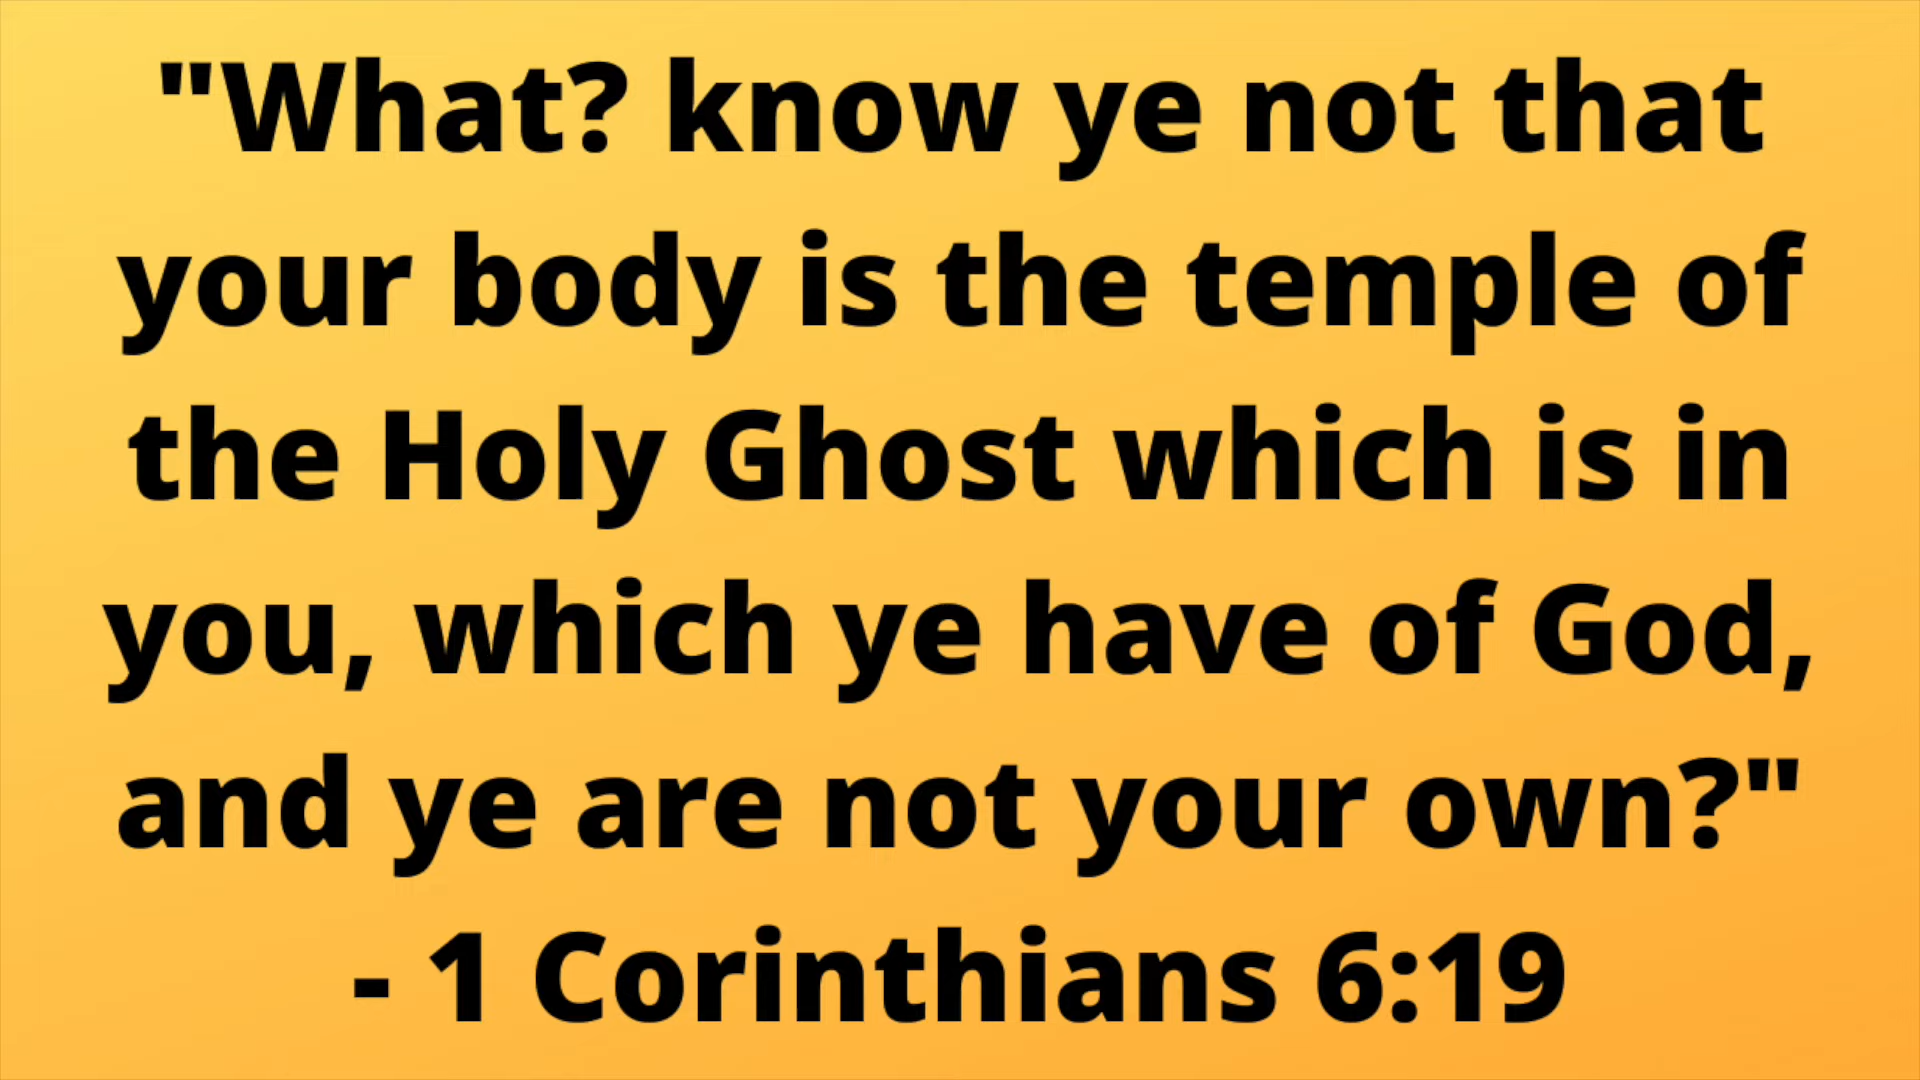 "What? know ye not that
your body is the temple of
the Holy Ghost which is in
you, which ye have of God,
and ye are not your own?"
- 1 Corinthians 6:19